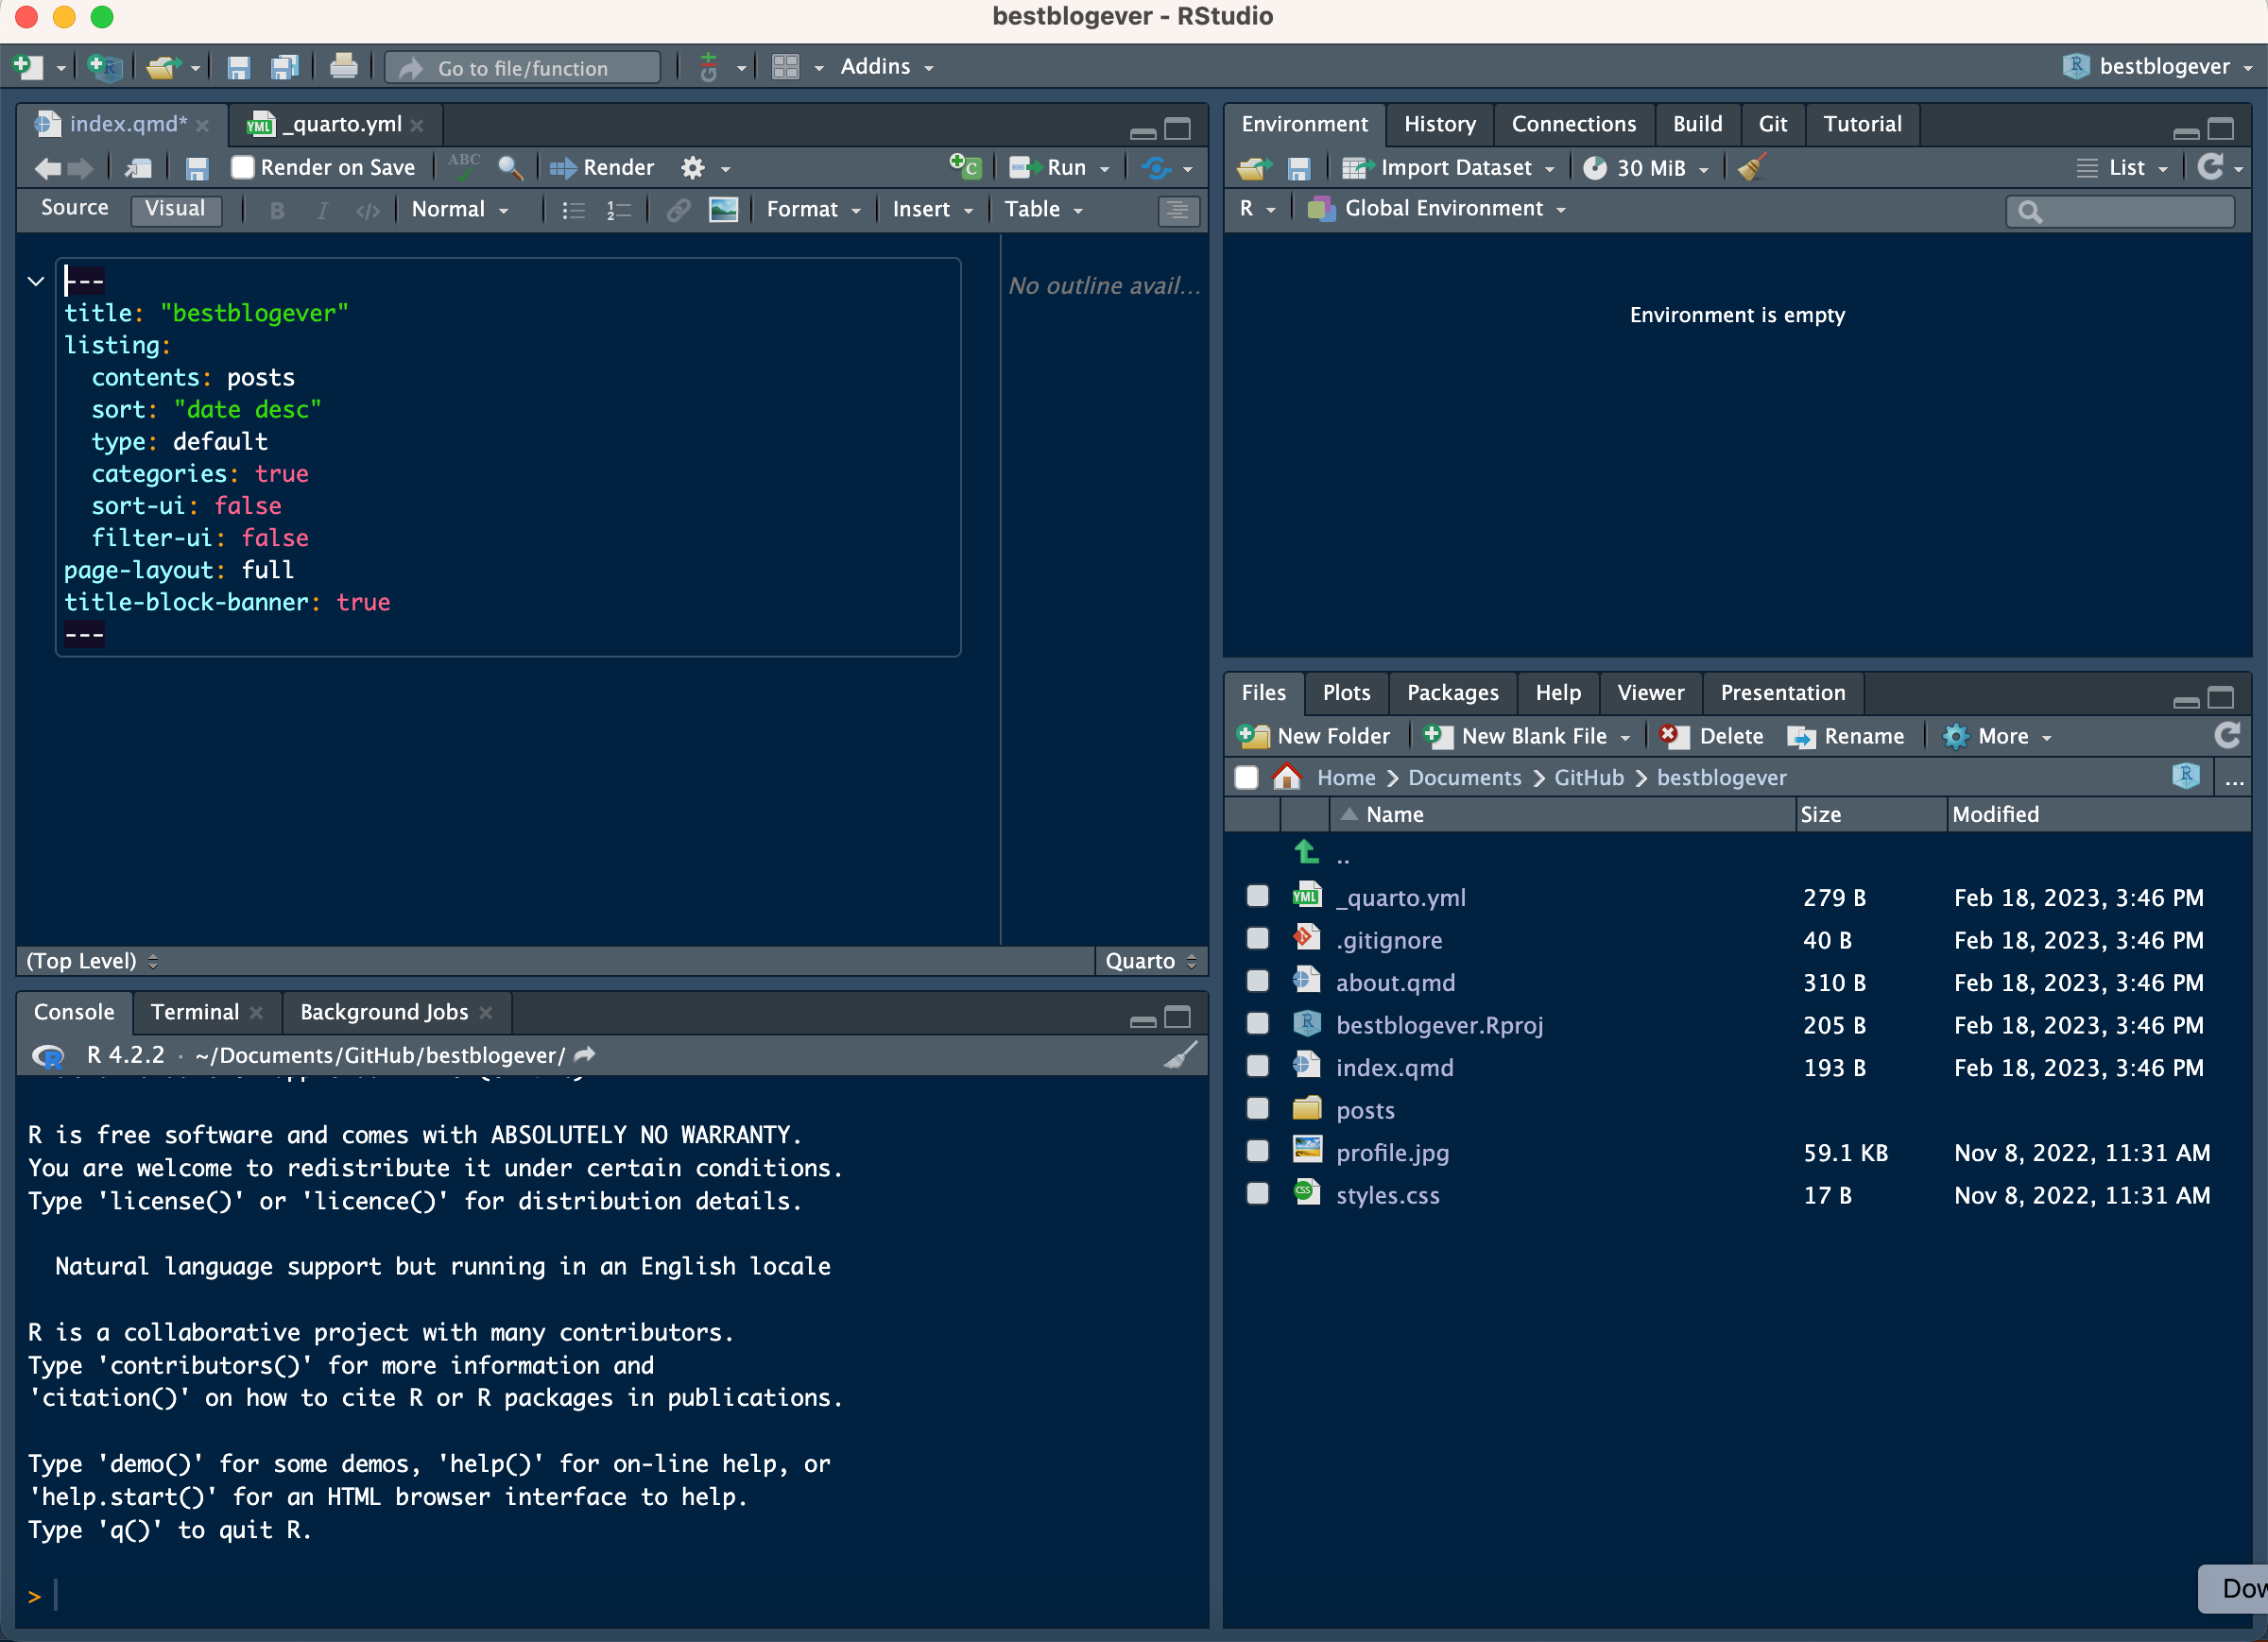 bestblogever - RStudio
Go to file/function
Addins
bestblogever
index.qmd*
_quarto.yml
Render on Save
ABC
Render
Run
Source
Visual
B
I
</>
Normal
Format
Insert
Table
---
title: "bestblogever"
listing:
  contents: posts
  sort: "date desc"
  type: default
  categories: true
  sort-ui: false
  filter-ui: false
page-layout: full
title-block-banner: true
---
No outline avail...
(Top Level)
Quarto
Console
Terminal
Background Jobs
R 4.2.2 · ~/Documents/GitHub/bestblogever/
R is free software and comes with ABSOLUTELY NO WARRANTY.
You are welcome to redistribute it under certain conditions.
Type 'license()' or 'licence()' for distribution details.
  Natural language support but running in an English locale
R is a collaborative project with many contributors.
Type 'contributors()' for more information and
'citation()' on how to cite R or R packages in publications.
Type 'demo()' for some demos, 'help()' for on-line help, or
'help.start()' for an HTML browser interface to help.
Type 'q()' to quit R.
>
Environment
History
Connections
Build
Git
Tutorial
Import Dataset
30 MiB
List
R
Global Environment
Environment is empty
Files
Plots
Packages
Help
Viewer
Presentation
New Folder
New Blank File
Delete
Rename
More
Home > Documents > GitHub > bestblogever
...
Name Size Modified
..
_quarto.yml 279 B Feb 18, 2023, 3:46 PM
.gitignore 40 B Feb 18, 2023, 3:46 PM
about.qmd 310 B Feb 18, 2023, 3:46 PM
bestblogever.Rproj 205 B Feb 18, 2023, 3:46 PM
index.qmd 193 B Feb 18, 2023, 3:46 PM
posts
profile.jpg 59.1 KB Nov 8, 2022, 11:31 AM
styles.css 17 B Nov 8, 2022, 11:31 AM